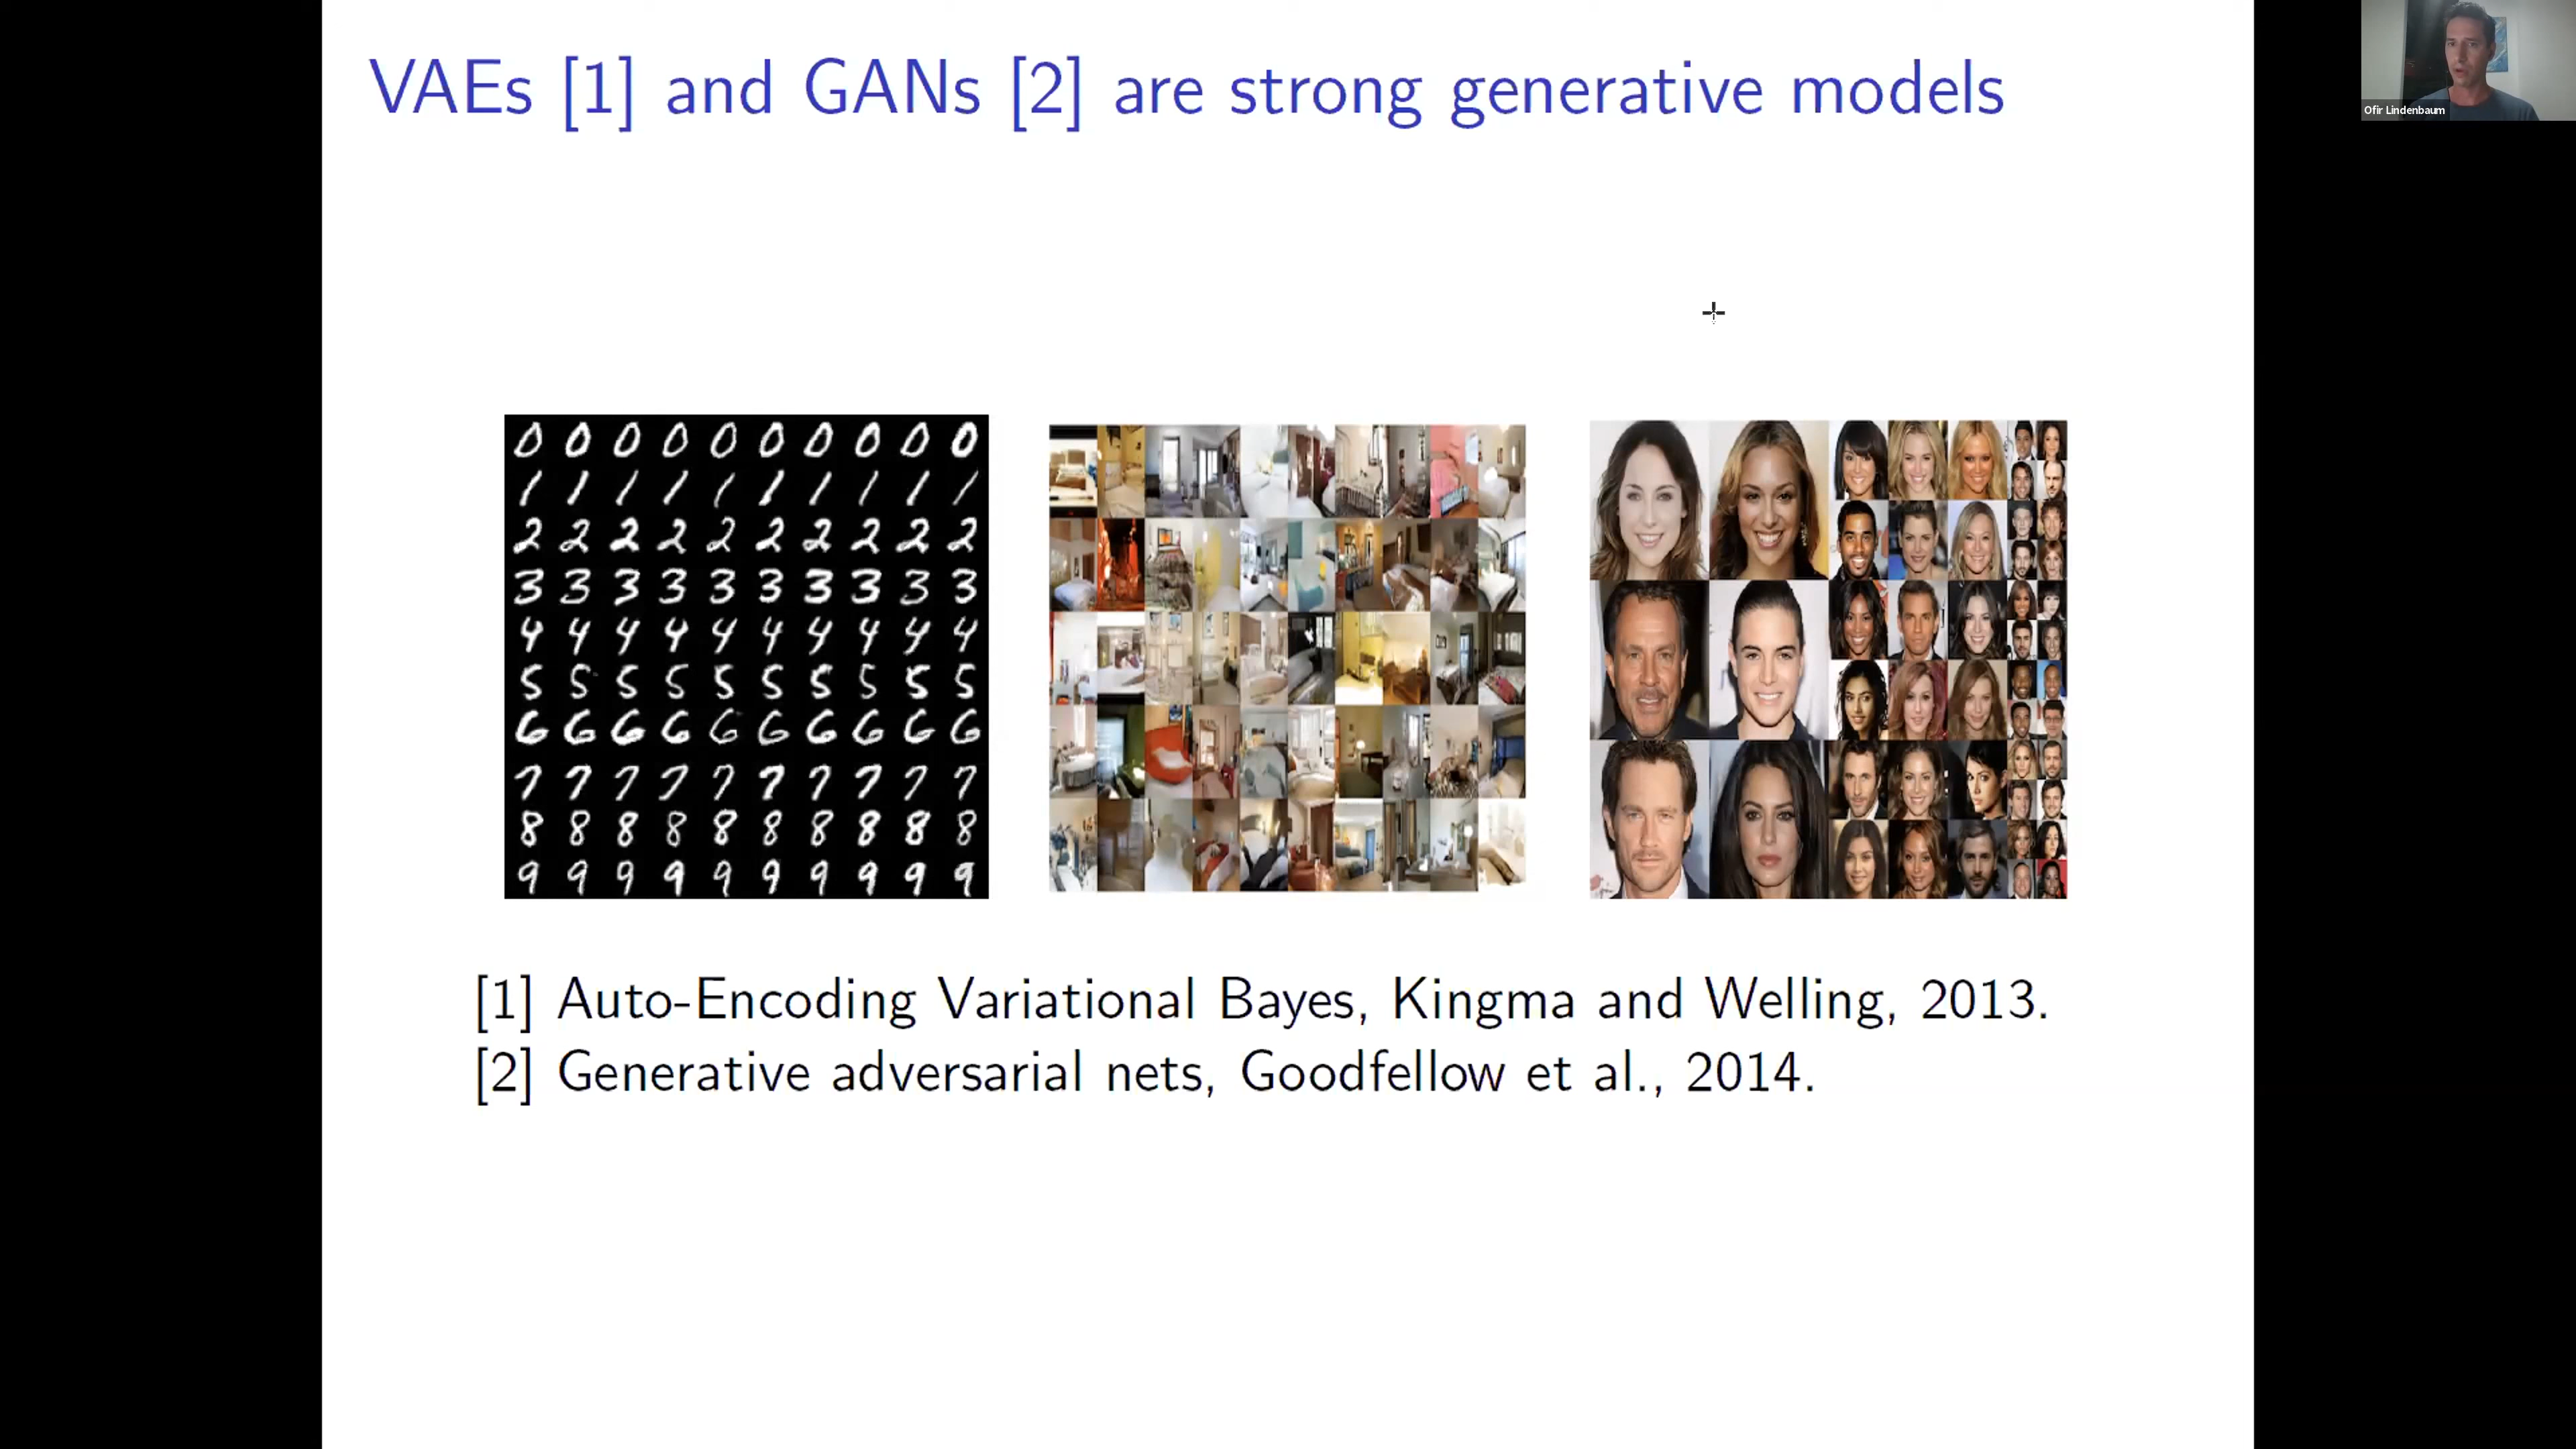 VAEs [1] and GANs [2] are strong generative models
Ofir Lindenbaum
0 0 0 0 0 0 0 0 0 0
1 1 1 1 1 1 1 1 1 1
2 2 2 2 2 2 2 2 2 2
3 3 3 3 3 3 3 3 3 3
4 4 4 4 4 4 4 4 4 4
5 5 5 5 5 5 5 5 5 5
6 6 6 6 6 6 6 6 6 6
7 7 7 7 7 7 7 7 7 7
8 8 8 8 8 8 8 8 8 8
9 9 9 9 9 9 9 9 9 9
[1] Auto-Encoding Variational Bayes, Kingma and Welling, 2013.
[2] Generative adversarial nets, Goodfellow et al., 2014.